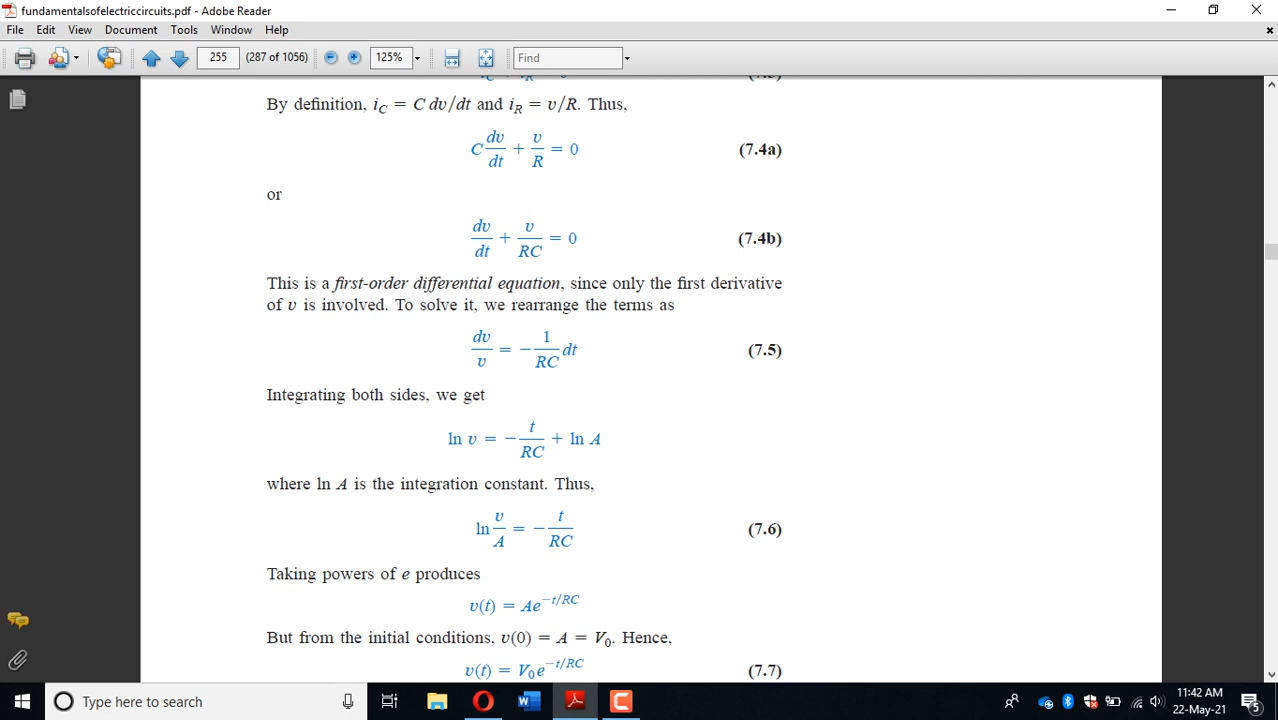 fundamentalsofelectriccircuits.pdf - Adobe Reader
File Edit View Document Tools Window Help
255 (287 of 1056) 125% Find
By definition, iC = C dv/dt and iR = v/R. Thus,
C dv/dt + v/R = 0 (7.4a)
or
dv/dt + v/RC = 0 (7.4b)
This is a first-order differential equation, since only the first derivative
of v is involved. To solve it, we rearrange the terms as
dv/v = − 1/RC dt (7.5)
Integrating both sides, we get
ln v = − t/RC + ln A
where ln A is the integration constant. Thus,
ln v/A = − t/RC (7.6)
Taking powers of e produces
v(t) = Ae^−t/RC
But from the initial conditions, v(0) = A = V0. Hence,
v(t) = V0e^−t/RC (7.7)
Type here to search
11:42 AM
22-May-21
5